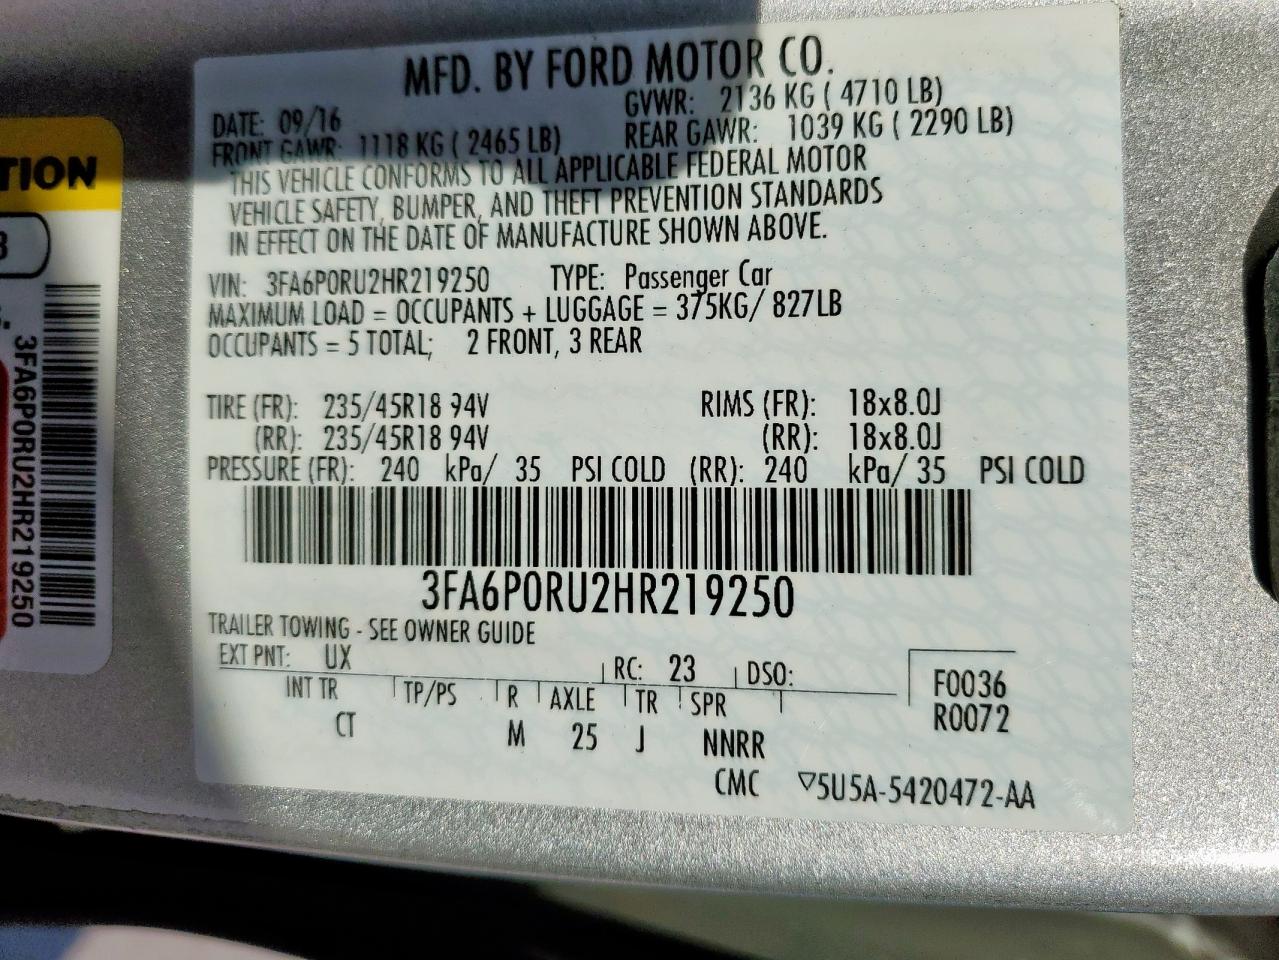 MFD. BY FORD MOTOR CO.
DATE: 09/16 GVWR: 2136 KG ( 4710 LB)
FRONT GAWR: 1118 KG ( 2465 LB) REAR GAWR: 1039 KG ( 2290 LB)
THIS VEHICLE CONFORMS TO ALL APPLICABLE FEDERAL MOTOR
VEHICLE SAFETY, BUMPER, AND THEFT PREVENTION STANDARDS
IN EFFECT ON THE DATE OF MANUFACTURE SHOWN ABOVE.
VIN: 3FA6P0RU2HR219250 TYPE: Passenger Car
MAXIMUM LOAD = OCCUPANTS + LUGGAGE = 375KG/ 827LB
OCCUPANTS = 5 TOTAL; 2 FRONT, 3 REAR
TIRE (FR): 235/45R18 94V RIMS (FR): 18x8.0J
(RR): 235/45R18 94V (RR): 18x8.0J
PRESSURE (FR): 240 kPa/ 35 PSI COLD (RR): 240 kPa/ 35 PSI COLD
3FA6P0RU2HR219250
TRAILER TOWING - SEE OWNER GUIDE
EXT PNT: UX RC: 23 DSO:
INT TR TP/PS R AXLE TR SPR
CT M 25 J NNRR
F0036
R0072
CMC ▽5U5A-5420472-AA
TION
3FA6P0RU2HR219250